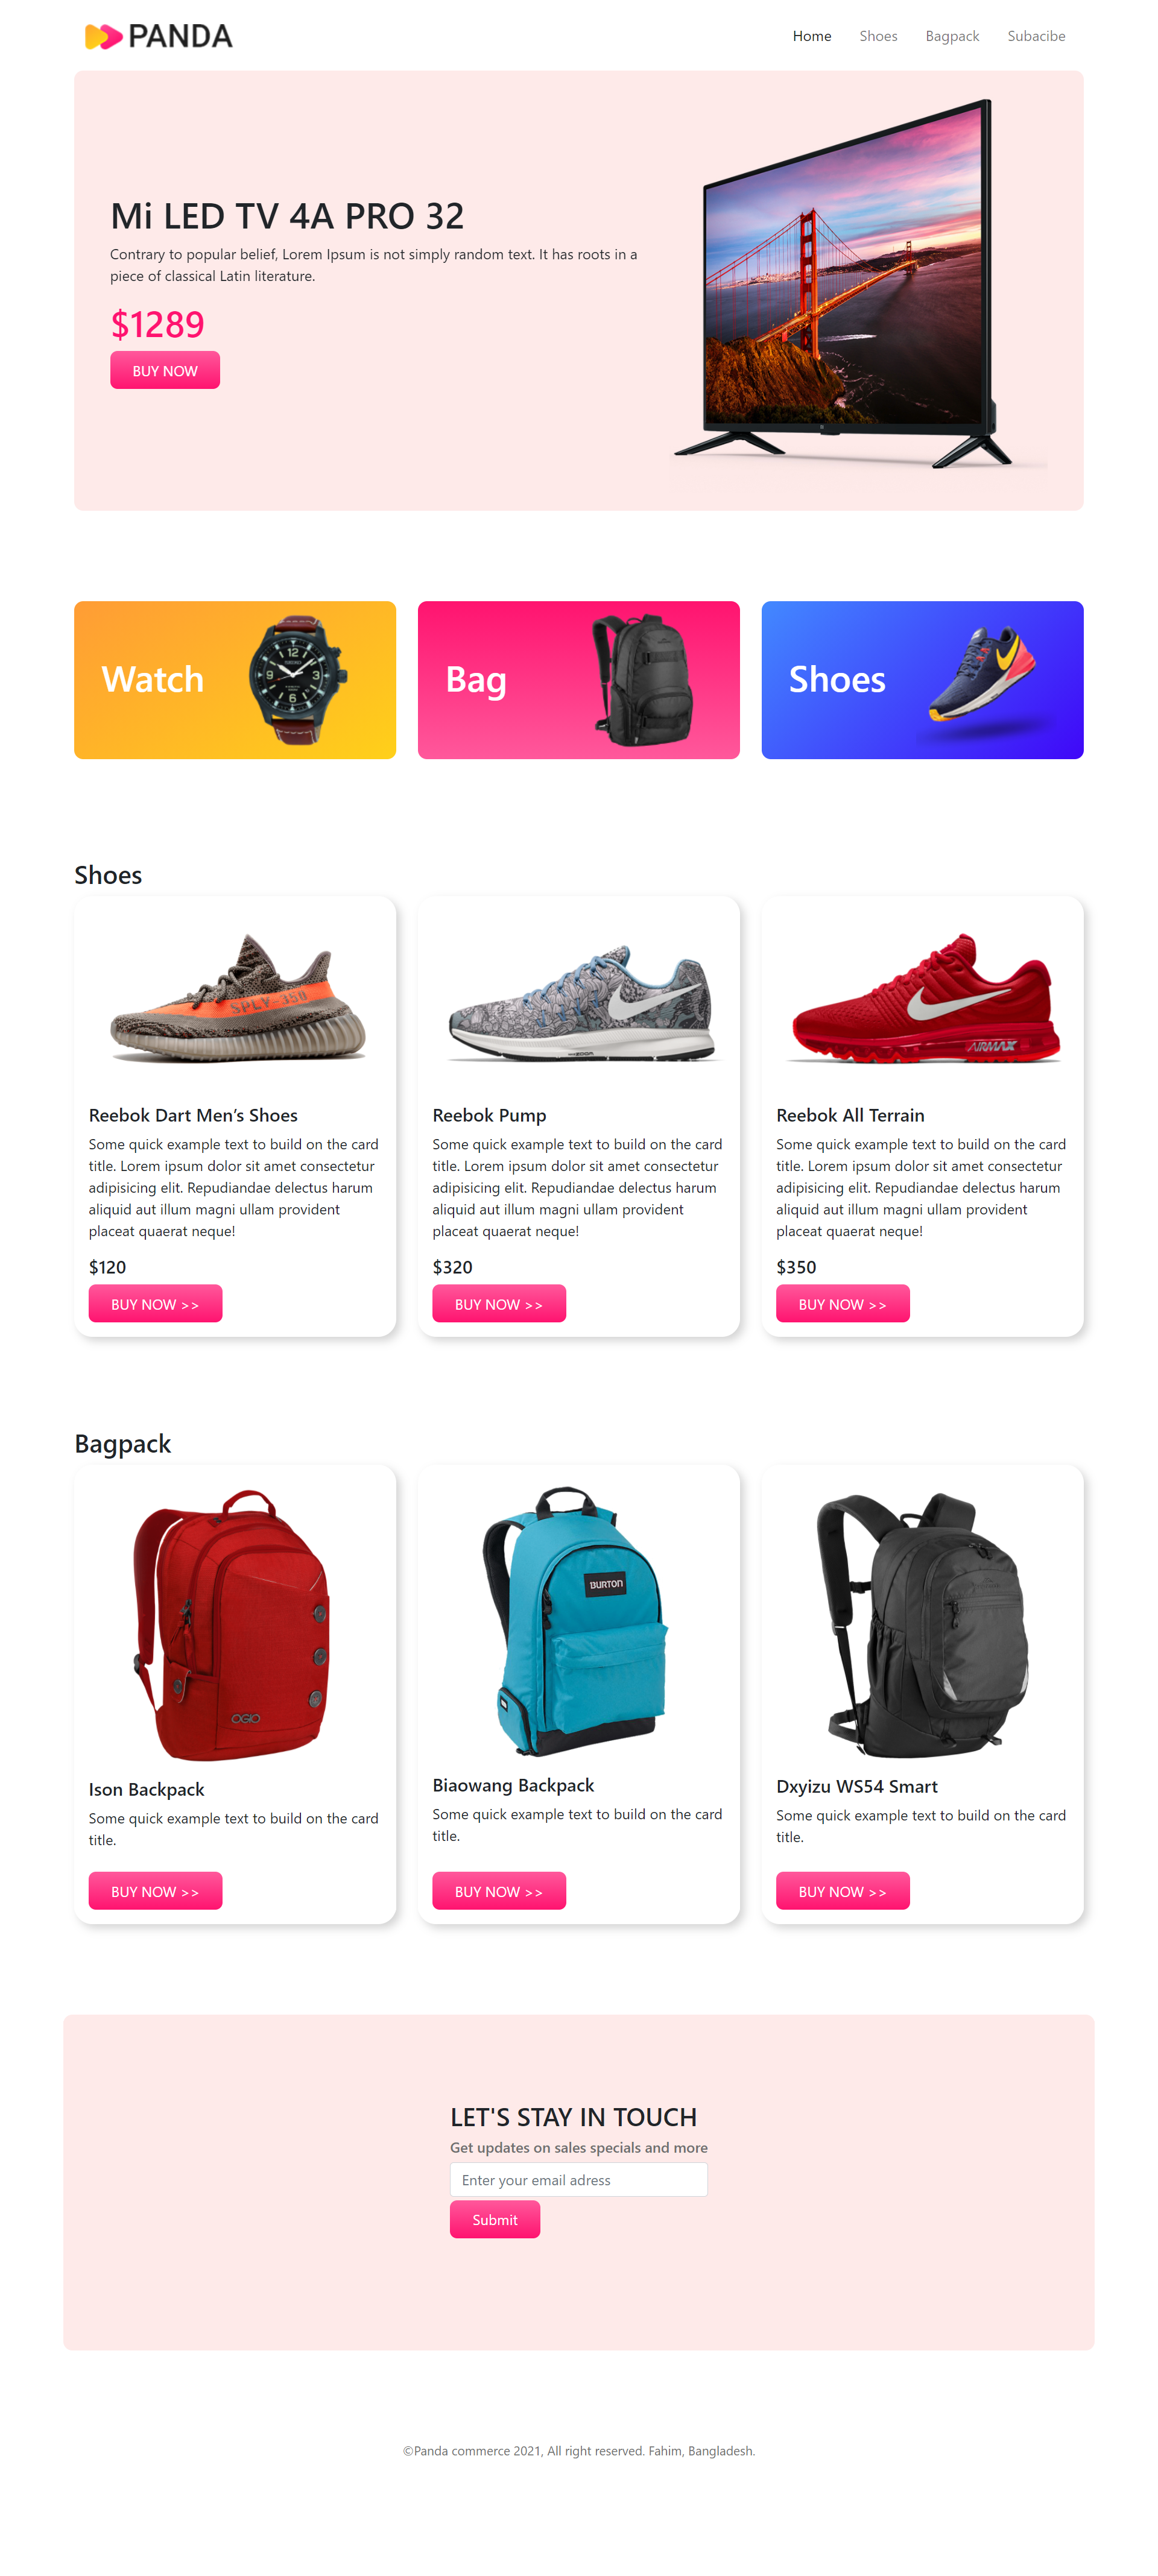 PANDA
Home Shoes Bagpack Subacibe
Mi LED TV 4A PRO 32
Contrary to popular belief, Lorem Ipsum is not simply random text. It has roots in a
piece of classical Latin literature.
$1289
BUY NOW
Watch
Bag
Shoes
Shoes
SPLY-350
ZOOM
AIRMAX
Reebok Dart Men’s Shoes
Some quick example text to build on the card
title. Lorem ipsum dolor sit amet consectetur
adipisicing elit. Repudiandae delectus harum
aliquid aut illum magni ullam provident
placeat quaerat neque!
$120
BUY NOW >>
Reebok Pump
Some quick example text to build on the card
title. Lorem ipsum dolor sit amet consectetur
adipisicing elit. Repudiandae delectus harum
aliquid aut illum magni ullam provident
placeat quaerat neque!
$320
BUY NOW >>
Reebok All Terrain
Some quick example text to build on the card
title. Lorem ipsum dolor sit amet consectetur
adipisicing elit. Repudiandae delectus harum
aliquid aut illum magni ullam provident
placeat quaerat neque!
$350
BUY NOW >>
Bagpack
OGIO
BURTON
Ison Backpack
Some quick example text to build on the card
title.
BUY NOW >>
Biaowang Backpack
Some quick example text to build on the card
title.
BUY NOW >>
Dxyizu WS54 Smart
Some quick example text to build on the card
title.
BUY NOW >>
LET'S STAY IN TOUCH
Get updates on sales specials and more
Enter your email adress
Submit
©Panda commerce 2021, All right reserved. Fahim, Bangladesh.